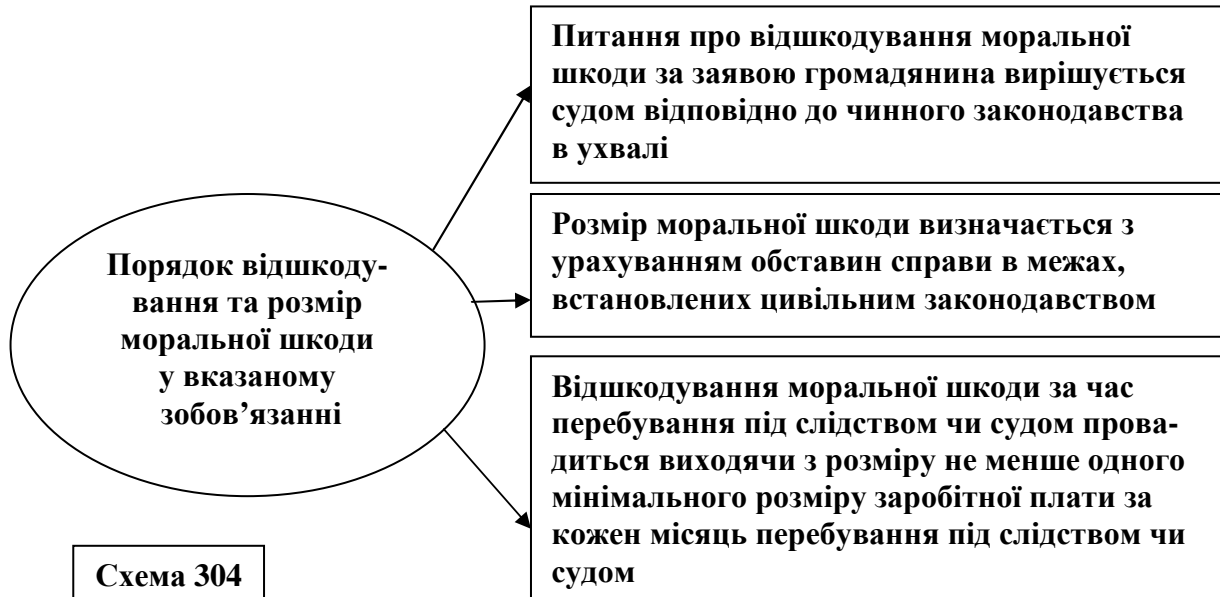 Питання про відшкодування моральної
шкоди за заявою громадянина вирішується
судом відповідно до чинного законодавства
в ухвалі
Порядок відшкоду-
вання та розмір
моральної шкоди
у вказаному
зобов’язанні
Розмір моральної шкоди визначається з
урахуванням обставин справи в межах,
встановлених цивільним законодавством
Відшкодування моральної шкоди за час
перебування під слідством чи судом прова-
диться виходячи з розміру не менше одного
мінімального розміру заробітної плати за
кожен місяць перебування під слідством чи
судом
Схема 304